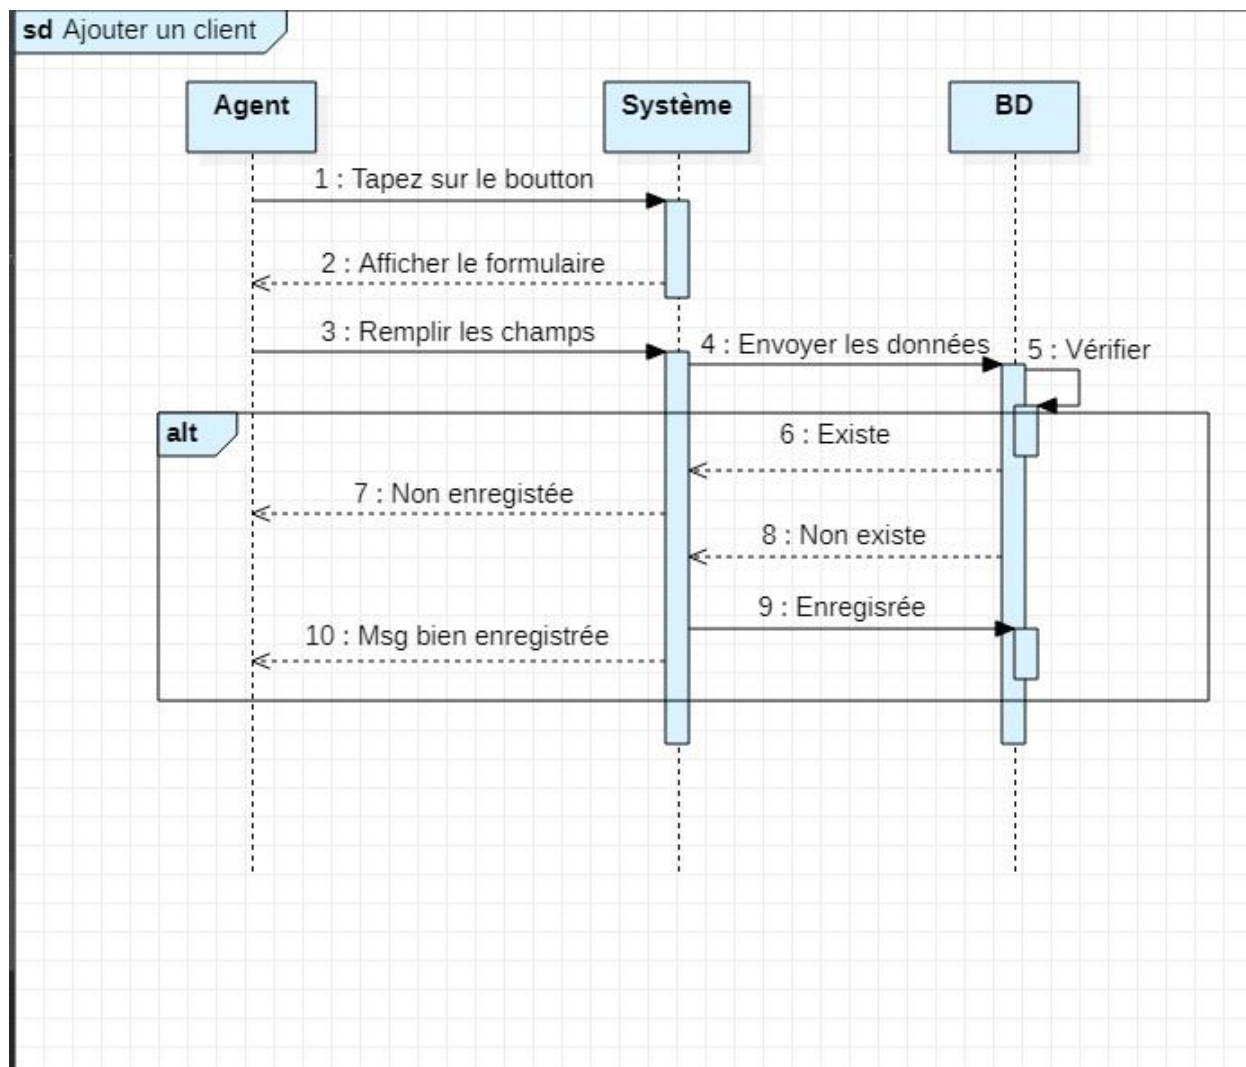 sd Ajouter un client
Agent
Système
BD
1 : Tapez sur le boutton
2 : Afficher le formulaire
3 : Remplir les champs
4 : Envoyer les données
5 : Vérifier
alt
6 : Existe
7 : Non enregistée
8 : Non existe
9 : Enregisrée
10 : Msg bien enregistrée